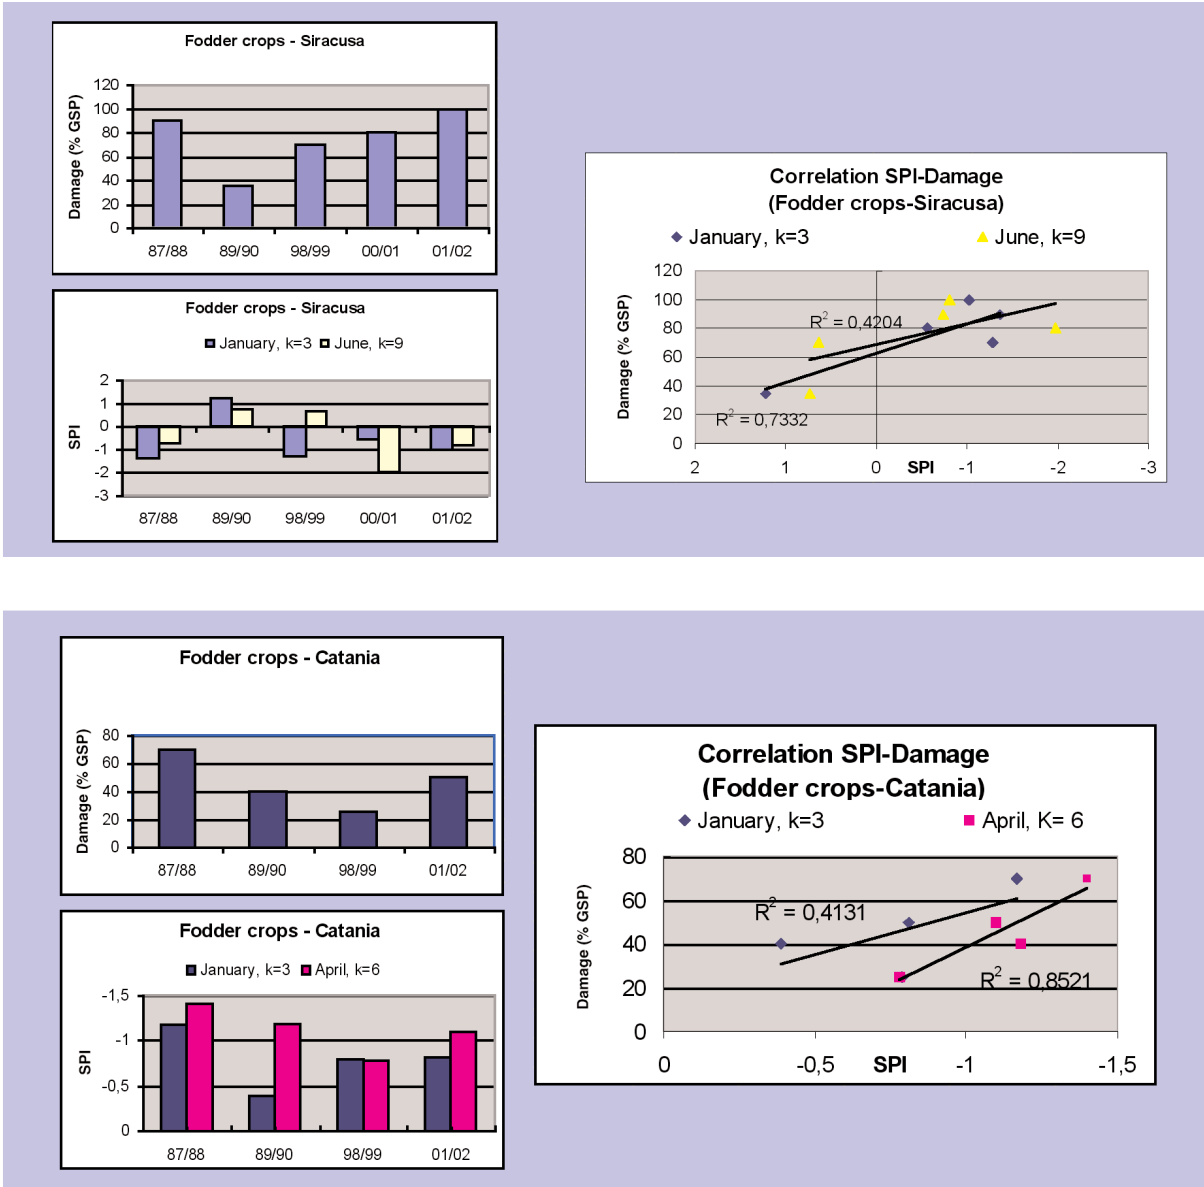 Fodder crops - Siracusa
Damage (% GSP)
120
100
80
60
40
20
0
87/88 89/90 98/99 00/01 01/02
Fodder crops - Siracusa
January, k=3 June, k=9
SPI
2
1
0
-1
-2
-3
87/88 89/90 98/99 00/01 01/02
Correlation SPI-Damage
(Fodder crops-Siracusa)
January, k=3 June, k=9
Damage (% GSP)
120
100
80
60
40
20
0
R² = 0,4204
R² = 0,7332
2 1 0 SPI -1 -2 -3
Fodder crops - Catania
Damage (% GSP)
80
60
40
20
0
87/88 89/90 98/99 01/02
Fodder crops - Catania
January, k=3 April, k=6
SPI
-1,5
-1
-0,5
0
87/88 89/90 98/99 01/02
Correlation SPI-Damage
(Fodder crops-Catania)
January, k=3 April, K= 6
Damage (% GSP)
80
60
40
20
0
R² = 0,4131
R² = 0,8521
0 -0,5 SPI -1 -1,5